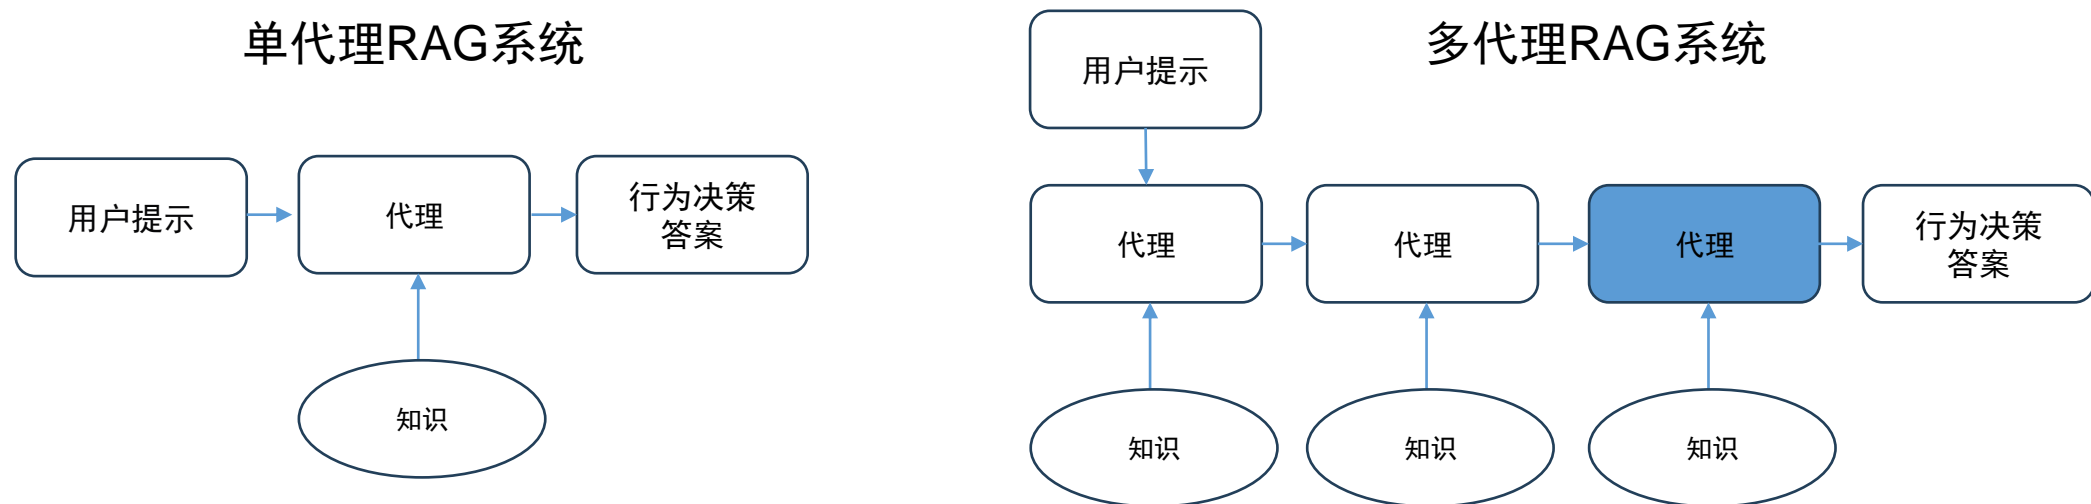 单代理RAG系统
用户提示
代理
行为决策
答案
知识
多代理RAG系统
用户提示
代理
代理
代理
行为决策
答案
知识
知识
知识